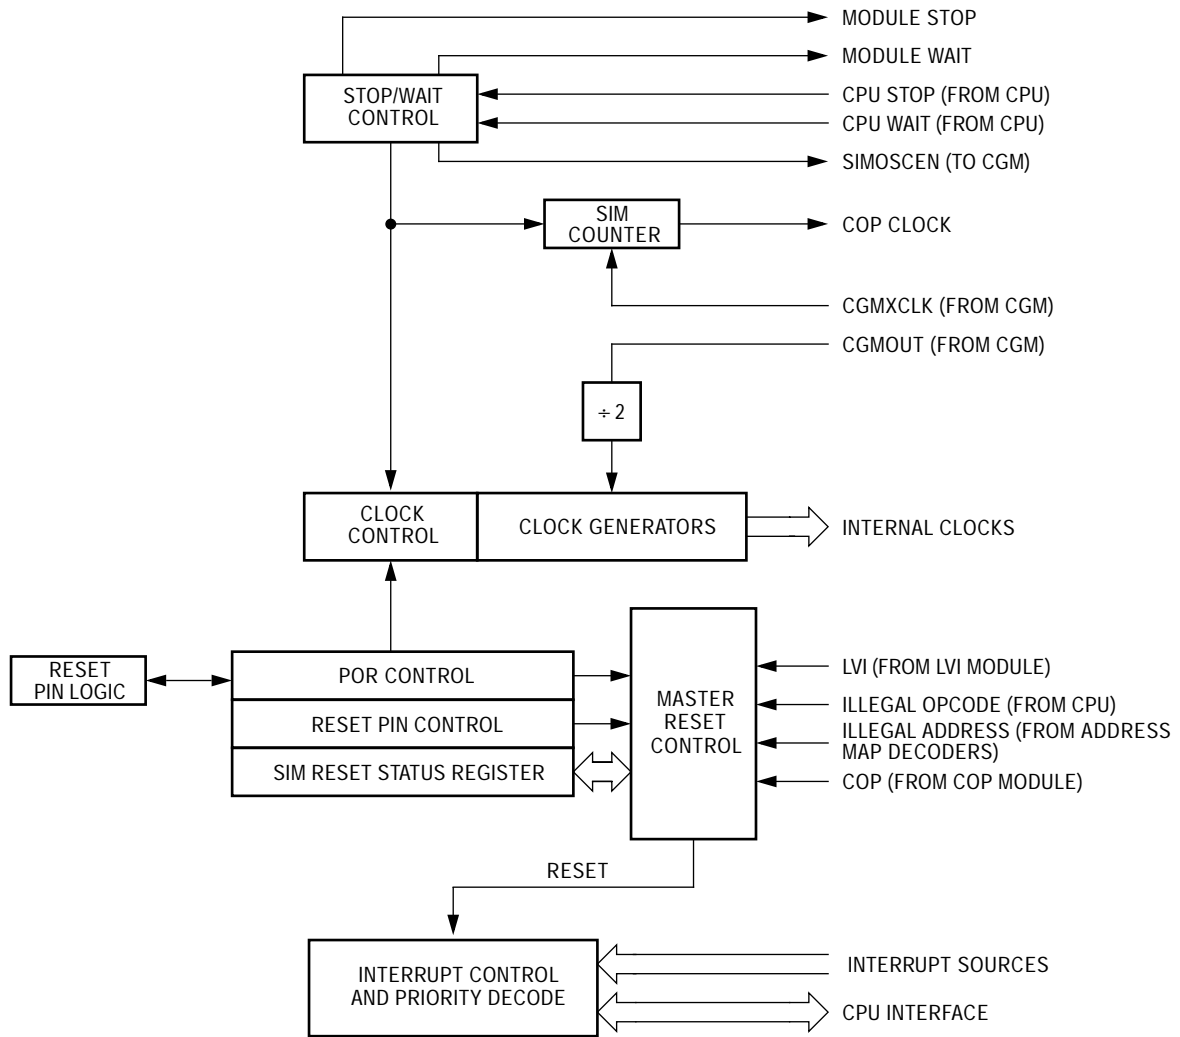 MODULE STOP
MODULE WAIT
STOP/WAIT
CONTROL
CPU STOP (FROM CPU)
CPU WAIT (FROM CPU)
SIMOSCEN (TO CGM)
SIM
COUNTER
COP CLOCK
CGMXCLK (FROM CGM)
CGMOUT (FROM CGM)
÷ 2
CLOCK
CONTROL
CLOCK GENERATORS
INTERNAL CLOCKS
RESET
PIN LOGIC
POR CONTROL
RESET PIN CONTROL
SIM RESET STATUS REGISTER
MASTER
RESET
CONTROL
LVI (FROM LVI MODULE)
ILLEGAL OPCODE (FROM CPU)
ILLEGAL ADDRESS (FROM ADDRESS
MAP DECODERS)
COP (FROM COP MODULE)
RESET
INTERRUPT CONTROL
AND PRIORITY DECODE
INTERRUPT SOURCES
CPU INTERFACE